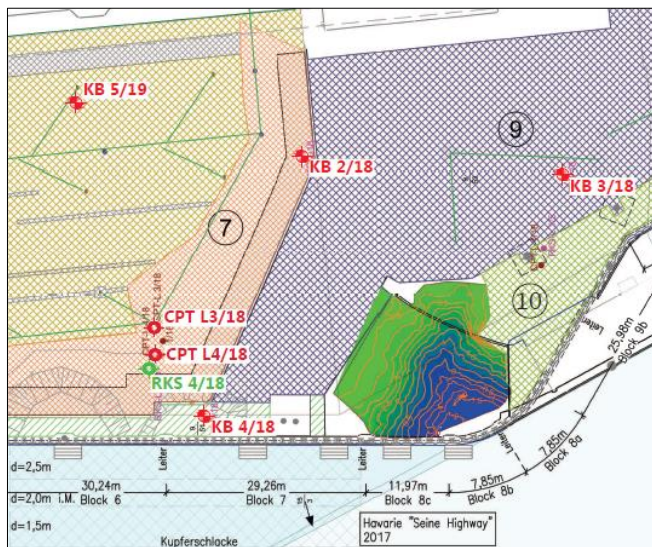 KB 5/19
KB 2/18
9
KB 3/18
7
CPT L3/18
CPT L4/18
RKS 4/18
KB 4/18
10
Leiter
25,98m
Block 9b
Leiter
Leiter
Leiter
7,85m
Block 8a
d=2,5m
30,24m
29,26m
11,97m
7,85m
d=2,0m i.M.
Block 6
Block 7
Block 8c
Block 8b
d=1,5m
Kupferschlacke
Havarie "Seine Highway"
2017